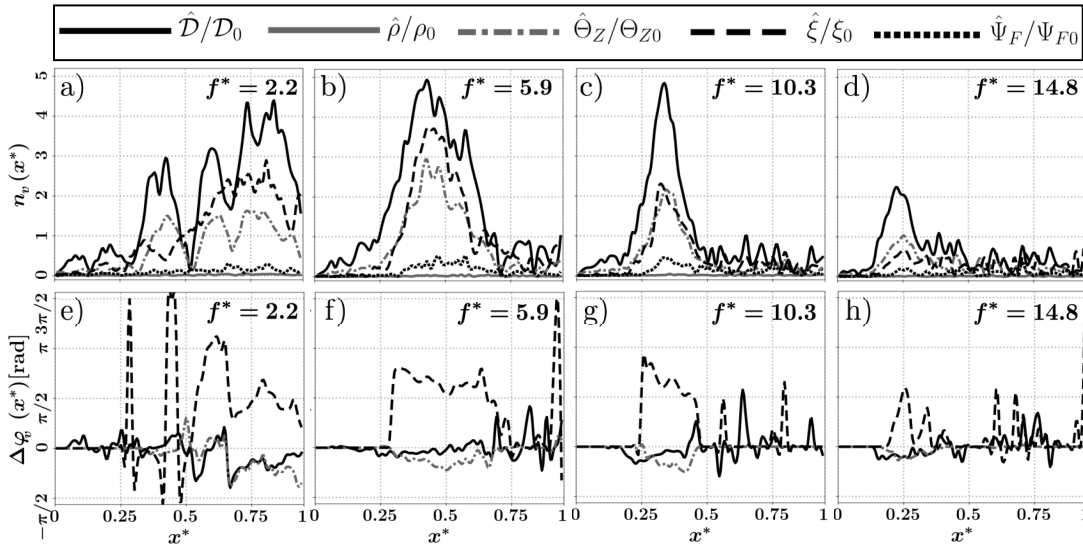 𝒟̂/𝒟₀ ρ̂/ρ₀ Θ̂_Z/Θ_Z0 ξ̂/ξ₀ Ψ̂_F/Ψ_F0
a) f* = 2.2 b) f* = 5.9 c) f* = 10.3 d) f* = 14.8
n_v(x*)
5
4
3
2
1
0
e) f* = 2.2 f) f* = 5.9 g) f* = 10.3 h) f* = 14.8
Δφ_v(x*)[rad]
3π/2
π
π/2
0
−π/2
0 0.25 0.5 0.75 1 0 0.25 0.5 0.75 1 0 0.25 0.5 0.75 1 0 0.25 0.5 0.75 1
x* x* x* x*